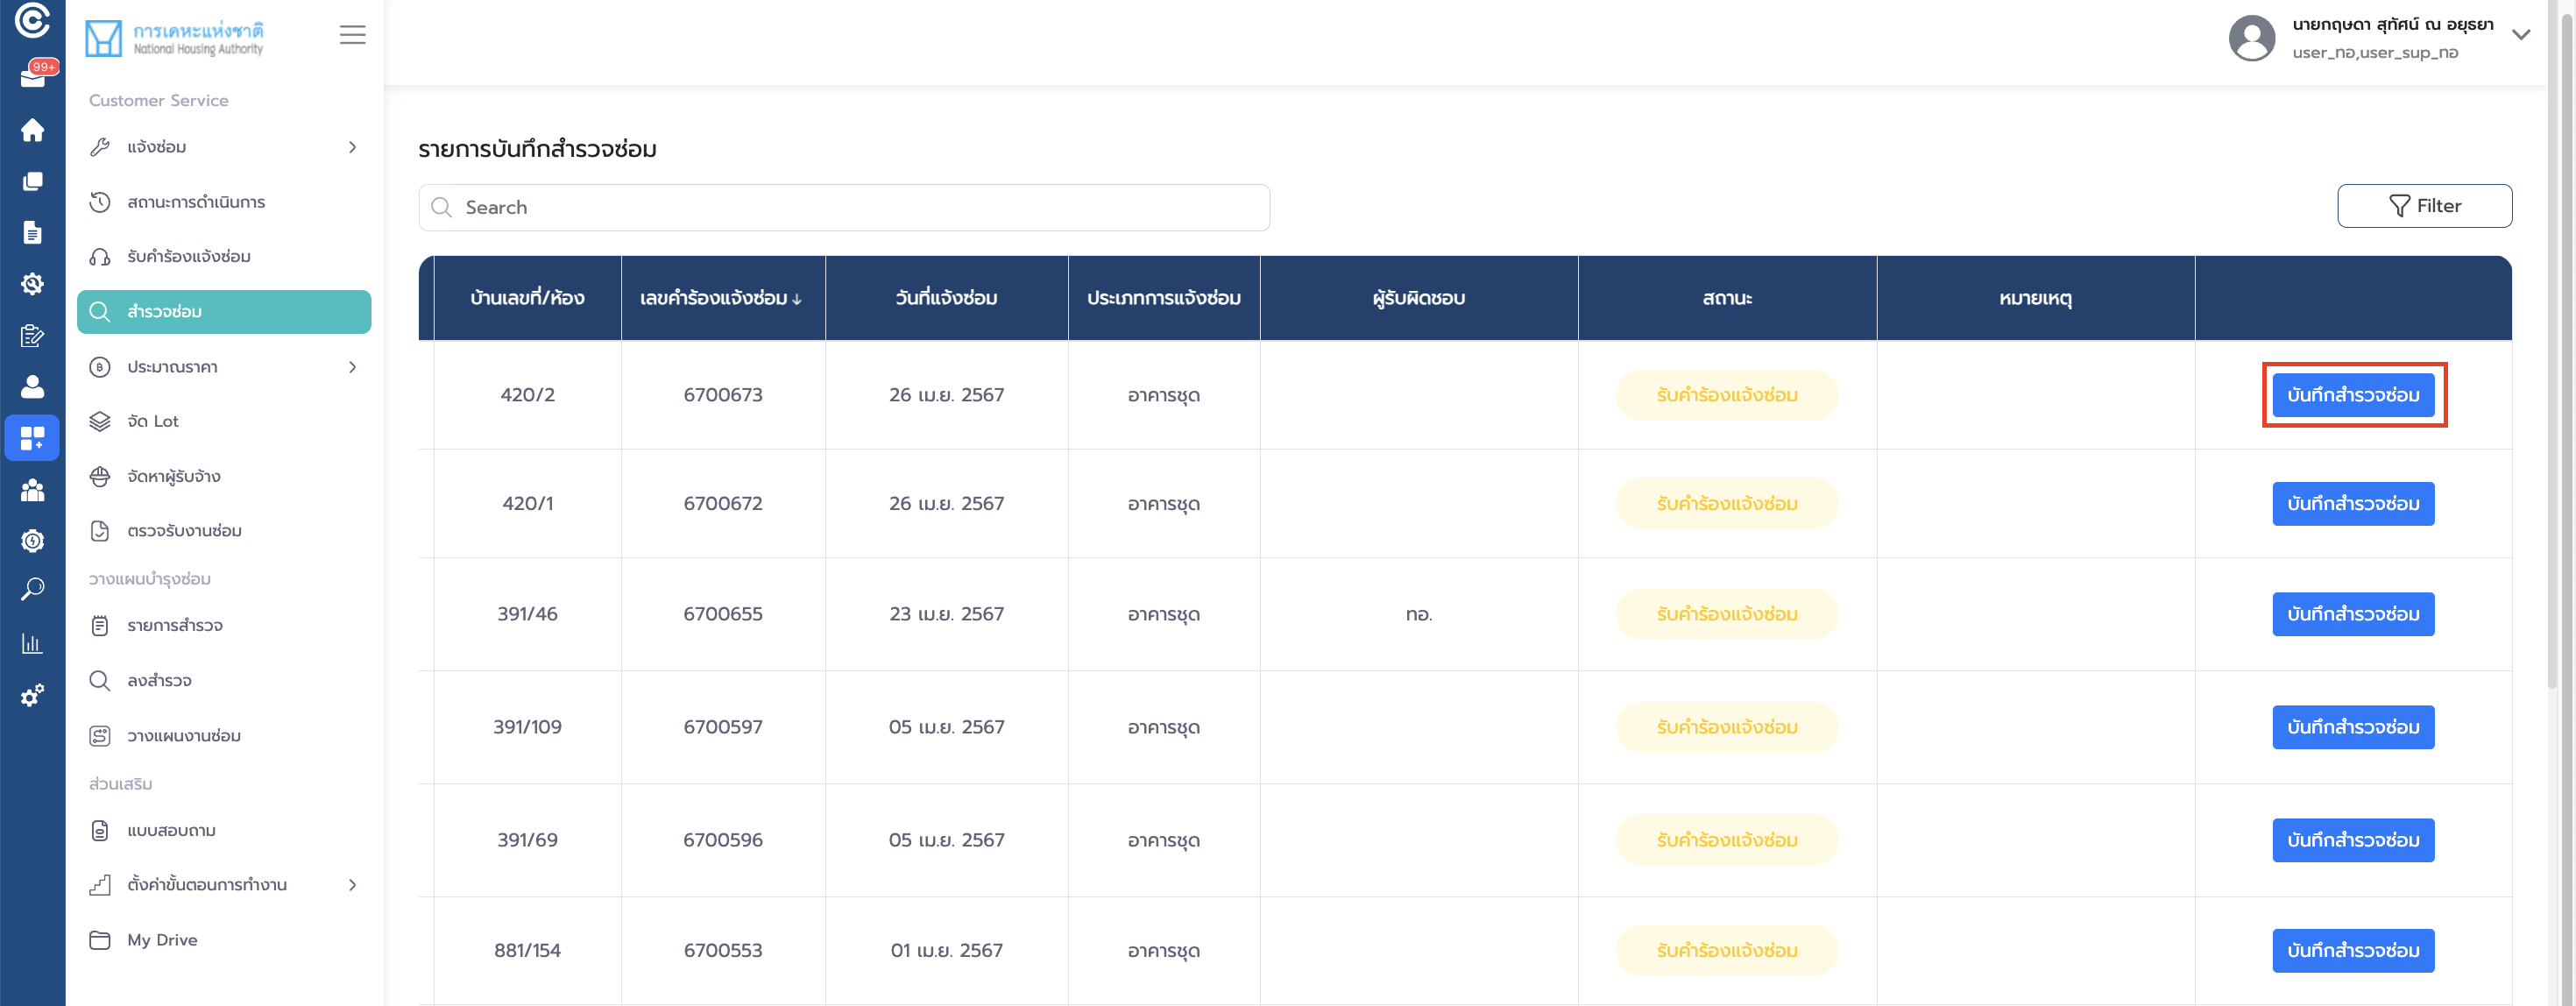 99+
การเคหะแห่งชาติ
National Housing Authority
Customer Service
แจ้งซ่อม
สถานะการดำเนินการ
รับคำร้องแจ้งซ่อม
สำรวจซ่อม
ประมาณราคา
จัด Lot
จัดหาผู้รับจ้าง
ตรวจรับงานซ่อม
วางแผนบำรุงซ่อม
รายการสำรวจ
ลงสำรวจ
วางแผนงานซ่อม
ส่วนเสริม
แบบสอบถาม
ตั้งค่าขั้นตอนการทำงาน
My Drive
นายกฤษดา สุทัศน์ ณ อยุธยา
user_ทอ,user_sup_ทอ
รายการบันทึกสำรวจซ่อม
Search
Filter
บ้านเลขที่/ห้อง เลขคำร้องแจ้งซ่อม วันที่แจ้งซ่อม ประเภทการแจ้งซ่อม ผู้รับผิดชอบ สถานะ หมายเหตุ
420/2 6700673 26 เม.ย. 2567 อาคารชุด รับคำร้องแจ้งซ่อม บันทึกสำรวจซ่อม
420/1 6700672 26 เม.ย. 2567 อาคารชุด รับคำร้องแจ้งซ่อม บันทึกสำรวจซ่อม
391/46 6700655 23 เม.ย. 2567 อาคารชุด ทอ. รับคำร้องแจ้งซ่อม บันทึกสำรวจซ่อม
391/109 6700597 05 เม.ย. 2567 อาคารชุด รับคำร้องแจ้งซ่อม บันทึกสำรวจซ่อม
391/69 6700596 05 เม.ย. 2567 อาคารชุด รับคำร้องแจ้งซ่อม บันทึกสำรวจซ่อม
881/154 6700553 01 เม.ย. 2567 อาคารชุด รับคำร้องแจ้งซ่อม บันทึกสำรวจซ่อม